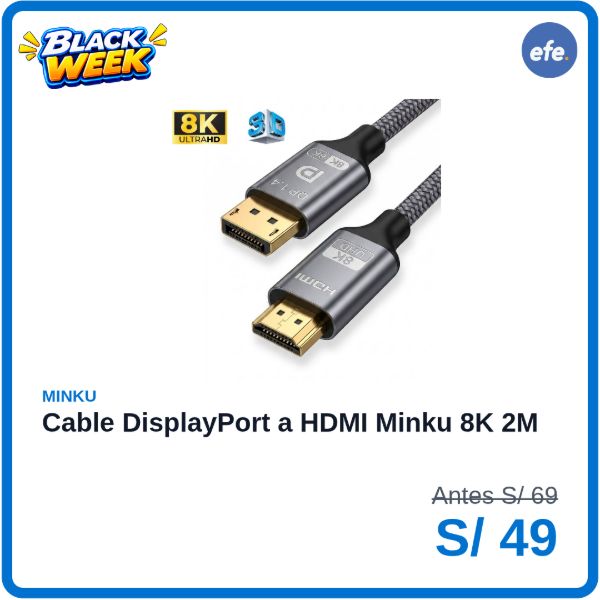 BLACK
WEEK
efe.
8K
ULTRAHD
3D
8K
DP 1.4
8K
UHD
HDMI
MINKU
Cable DisplayPort a HDMI Minku 8K 2M
Antes S/ 69
S/ 49